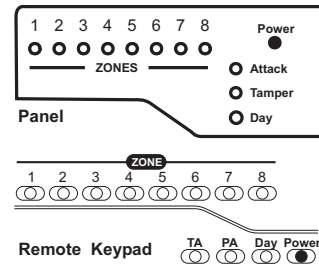 1 2 3 4 5 6 7 8
Power
ZONES
Attack
Tamper
Panel
Day
ZONE
1 2 3 4 5 6 7 8
Remote Keypad
TA PA Day Power